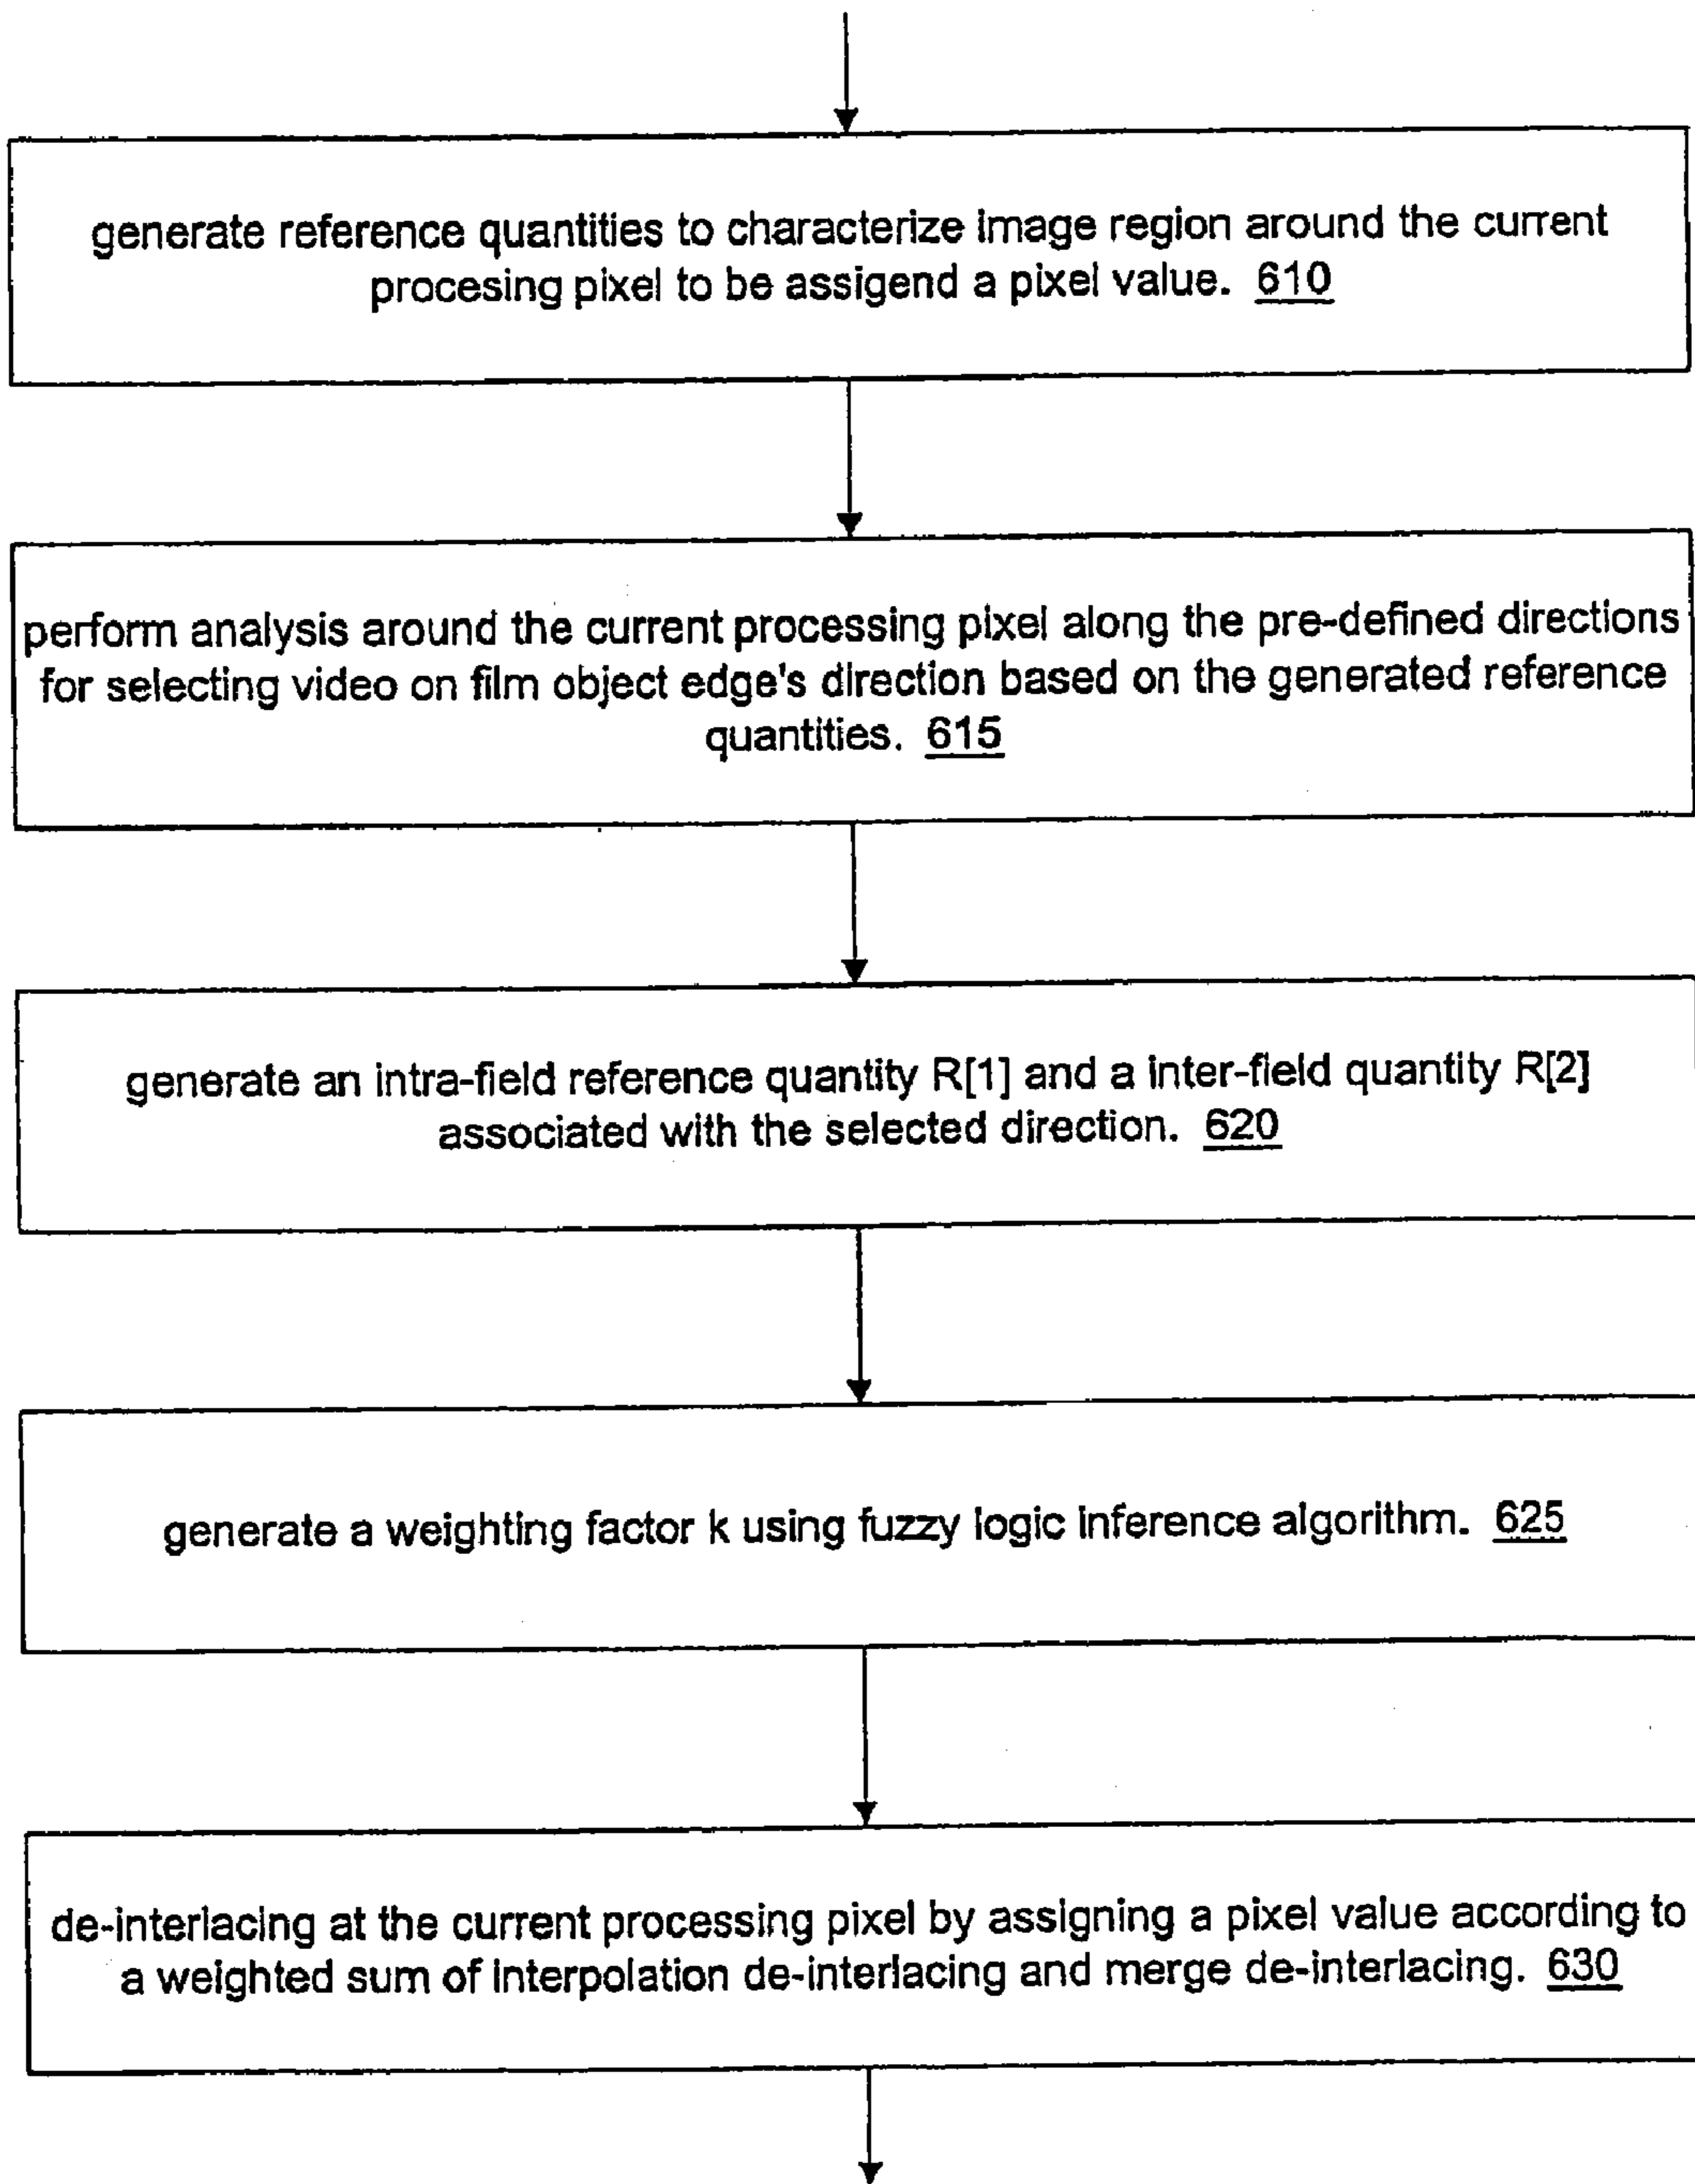 generate reference quantities to characterize image region around the current
procesing pixel to be assigend a pixel value. 610
perform analysis around the current processing pixel along the pre-defined directions
for selecting video on film object edge's direction based on the generated reference
quantities. 615
generate an intra-field reference quantity R[1] and a inter-field quantity R[2]
associated with the selected direction. 620
generate a weighting factor k using fuzzy logic inference algorithm. 625
de-interlacing at the current processing pixel by assigning a pixel value according to
a weighted sum of interpolation de-interlacing and merge de-interlacing. 630